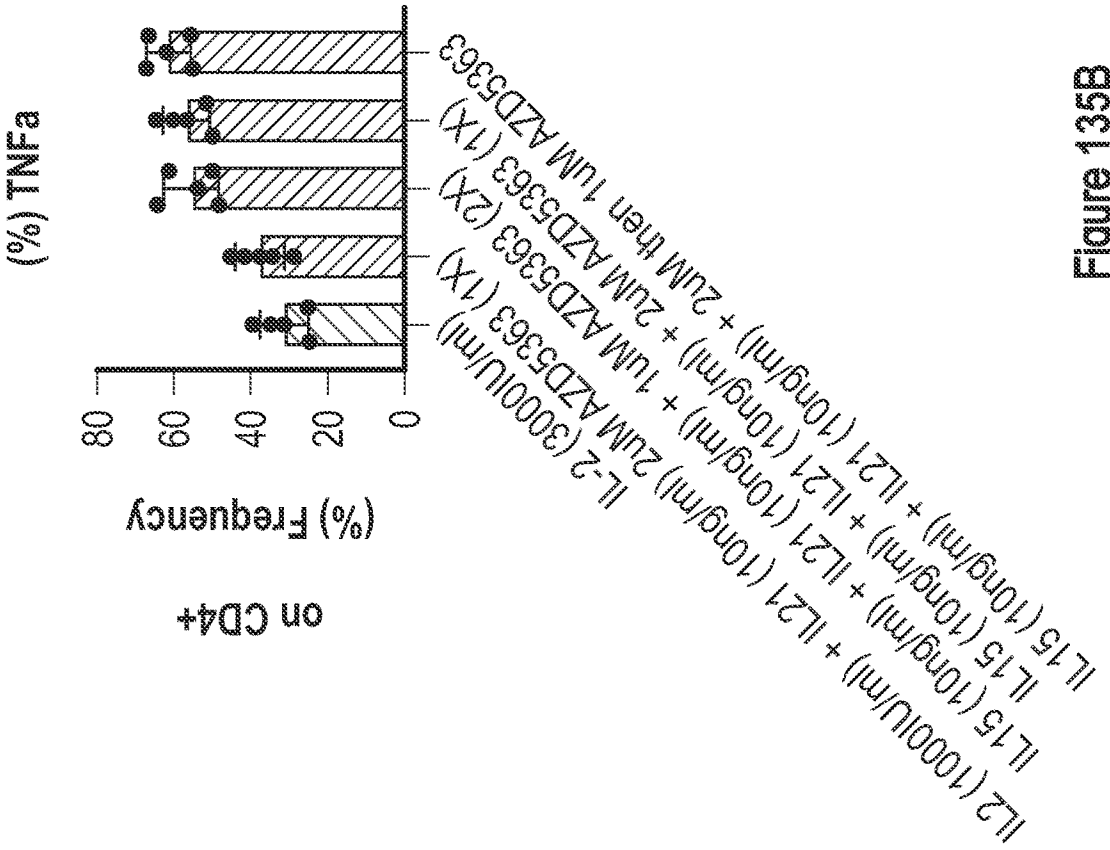 (%) TNFa
on CD4+
(%) Frequency
80
60
40
20
0
IL-2 (3000IU/ml)
IL2 (1000IU/ml) + IL21 (10ng/ml) 2uM AZD5363 (1X)
IL15 (10ng/ml) + IL21 (10ng/ml) + 1uM AZD5363 (2X)
IL15 (10ng/ml) + IL21 (10ng/ml) + 2uM AZD5363 (1X)
IL15 (10ng/ml) + IL21 (10ng/ml) + 2uM then 1uM AZD5363
Figure 135B